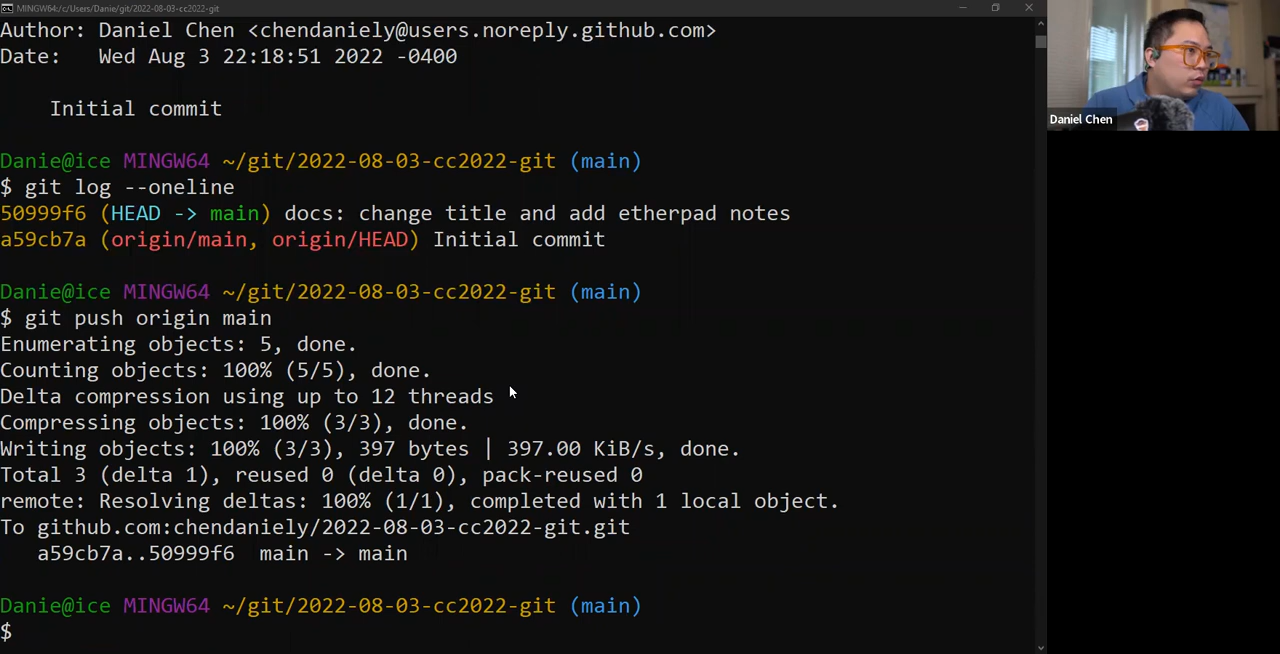 MINGW64:/c/Users/Danie/git/2022-08-03-cc2022-git
Author: Daniel Chen <chendaniely@users.noreply.github.com>
Date:   Wed Aug 3 22:18:51 2022 -0400
Daniel Chen
    Initial commit
Danie@ice MINGW64 ~/git/2022-08-03-cc2022-git (main)
$ git log --oneline
50999f6 (HEAD -> main) docs: change title and add etherpad notes
a59cb7a (origin/main, origin/HEAD) Initial commit
Danie@ice MINGW64 ~/git/2022-08-03-cc2022-git (main)
$ git push origin main
Enumerating objects: 5, done.
Counting objects: 100% (5/5), done.
Delta compression using up to 12 threads
Compressing objects: 100% (3/3), done.
Writing objects: 100% (3/3), 397 bytes | 397.00 KiB/s, done.
Total 3 (delta 1), reused 0 (delta 0), pack-reused 0
remote: Resolving deltas: 100% (1/1), completed with 1 local object.
To github.com:chendaniely/2022-08-03-cc2022-git.git
   a59cb7a..50999f6  main -> main
Danie@ice MINGW64 ~/git/2022-08-03-cc2022-git (main)
$